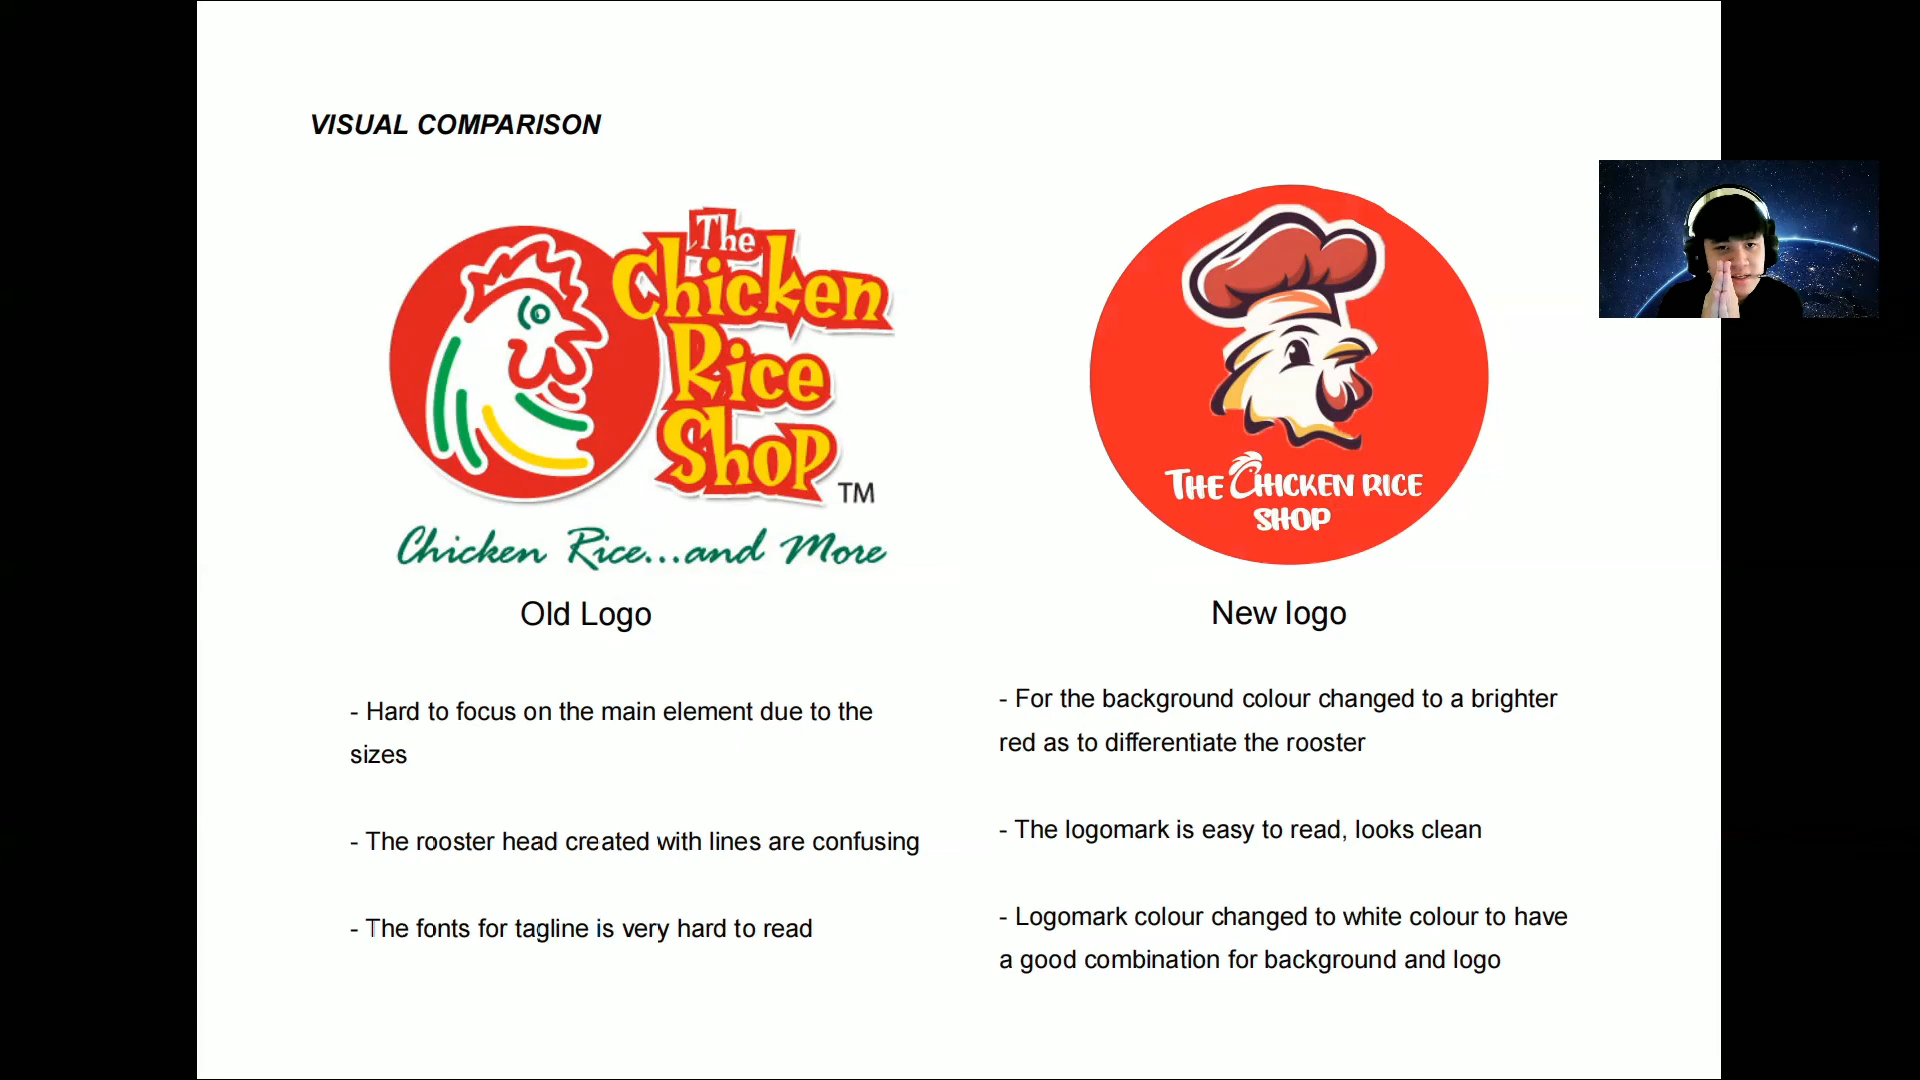 VISUAL COMPARISON
The
Chicken
Rice
Shop
TM
Chicken Rice...and More
Old Logo
- Hard to focus on the main element due to the
sizes
- The rooster head created with lines are confusing
- The fonts for tagline is very hard to read
THE CHICKEN RICE
SHOP
New logo
- For the background colour changed to a brighter
red as to differentiate the rooster
- The logomark is easy to read, looks clean
- Logomark colour changed to white colour to have
a good combination for background and logo